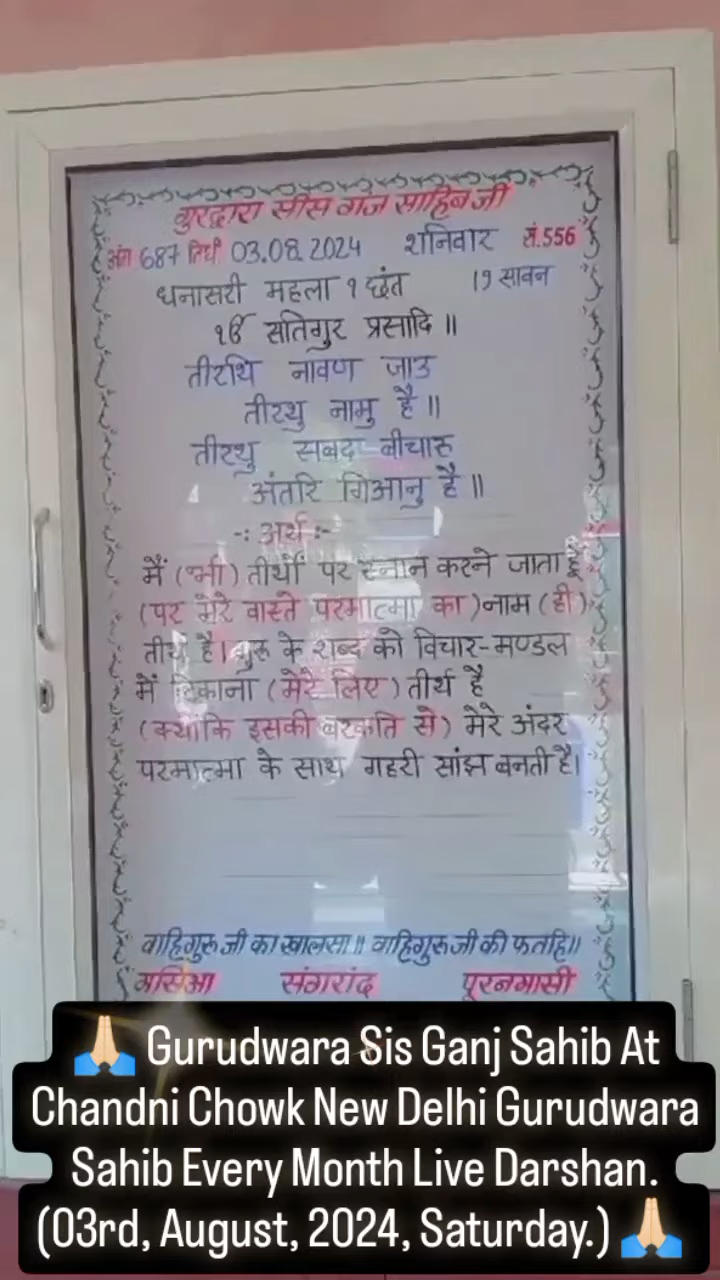 गुरद्वारा सीस गंज साहिब जी
अंग 687 तिथी 03.08.2024 शनिवार सं.556
धनासरी महला १ छंत 19 सावन
ੴ सतिगुर प्रसादि ॥
तीरथि नावण जाउ
तीरथु नामु है ॥
तीरथु सबद बीचारु
अंतरि गिआनु है ॥
-: अर्थ :-
मैं (भी) तीर्थों पर स्नान करने जाता हूँ
(पर मेरे वास्ते परमात्मा का) नाम (ही)
तीर्थ है। गुरू के शब्द को विचार-मण्डल
में टिकाना (मेरे लिए) तीर्थ है
(क्योंकि इसकी बरकति से) मेरे अंदर
परमात्मा के साथ गहरी सांझ बनती है।
वाहिगुरू जी का खालसा॥ वाहिगुरू जी की फतहि॥
मसिआ संगरांद पूरनमासी
🙏🏻 Gurudwara Sis Ganj Sahib At
Chandni Chowk New Delhi Gurudwara
Sahib Every Month Live Darshan.
(03rd, August, 2024, Saturday.) 🙏🏻